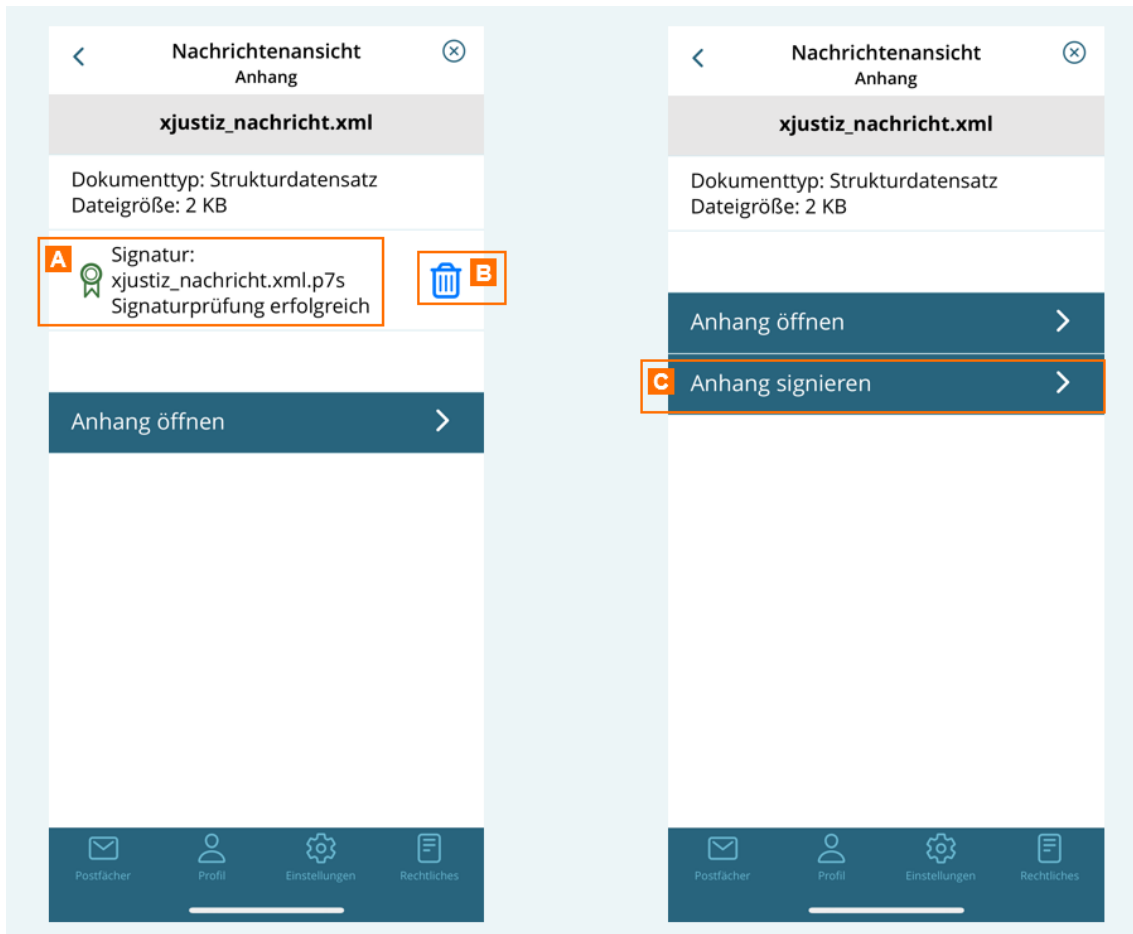 Nachrichtenansicht
Anhang
xjustiz_nachricht.xml
Dokumenttyp: Strukturdatensatz
Dateigröße: 2 KB
A
Signatur:
xjustiz_nachricht.xml.p7s
Signaturprüfung erfolgreich
B
Anhang öffnen
Postfächer
Profil
Einstellungen
Rechtliches
Nachrichtenansicht
Anhang
xjustiz_nachricht.xml
Dokumenttyp: Strukturdatensatz
Dateigröße: 2 KB
Anhang öffnen
C
Anhang signieren
Postfächer
Profil
Einstellungen
Rechtliches